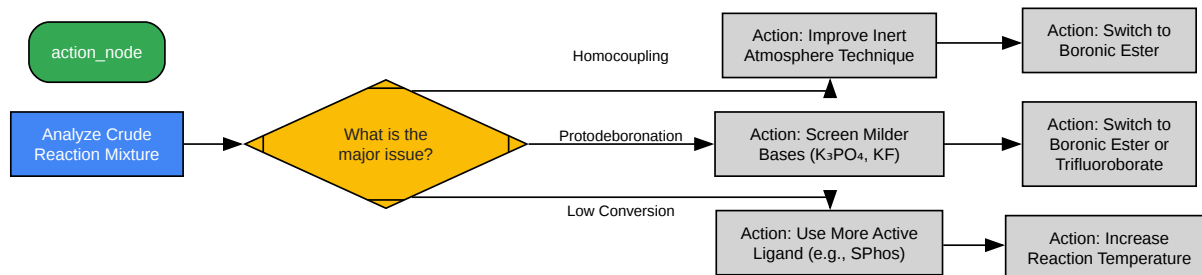 action_node
Analyze Crude
Reaction Mixture
What is the
major issue?
Homocoupling
Action: Improve Inert
Atmosphere Technique
Action: Switch to
Boronic Ester
Protodeboronation
Action: Screen Milder
Bases (K₃PO₄, KF)
Action: Switch to
Boronic Ester or
Trifluoroborate
Low Conversion
Action: Use More Active
Ligand (e.g., SPhos)
Action: Increase
Reaction Temperature